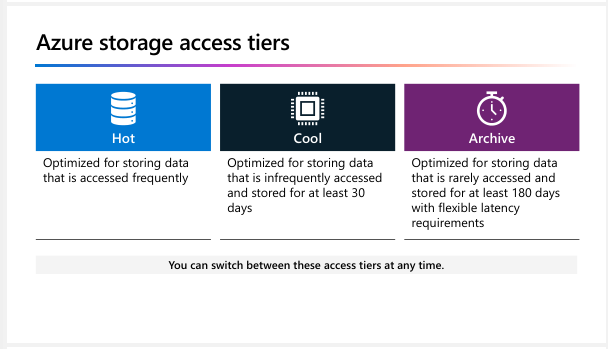 Azure storage access tiers
Hot
Optimized for storing data
that is accessed frequently
Cool
Optimized for storing data
that is infrequently accessed
and stored for at least 30
days
Archive
Optimized for storing data
that is rarely accessed and
stored for at least 180 days
with flexible latency
requirements
You can switch between these access tiers at any time.